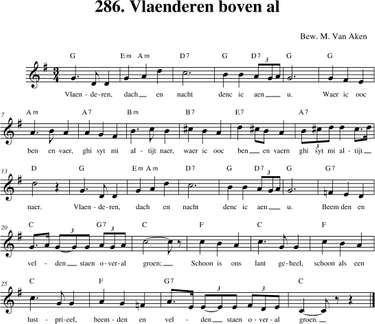 286. Vlaenderen boven al
Bew. M. Van Aken
G Em Am D7 G D7 G G
Vlaen - de-ren, dach en nacht denc ic aen u. Waer ic ooc
7 Am A7 Bm A7 Bm E7 A7
ben en vaer, ghi syt mi al - tijt naer, waer ic ooc ben en vaern ghi syt mi al - tijt
13 D G Em Am D7 G D7 G G7
naer. Vlaen - de-ren, dach en nacht denc ic aen u. Beem den en
20 C G7 C F C
vel - den staen o-ver-al groen; Schoon is ons lant ge-heel, schoon als een
25 C F G7 C
lust - pri-eel, beem-den en vel - den staen o-ver-al groen.